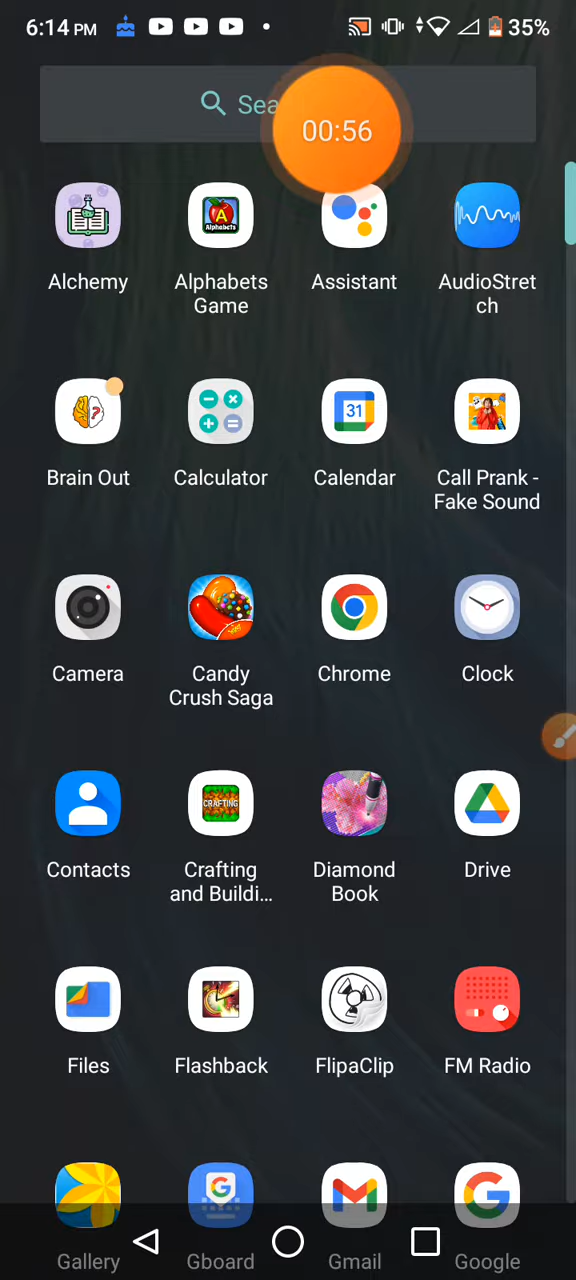 6:14 PM
35%
Sea
00:56
Alchemy
Alphabets
Game
Assistant
AudioStret
ch
Brain Out
Calculator
Calendar
Call Prank -
Fake Sound
Camera
Candy
Crush Saga
Chrome
Clock
Contacts
Crafting
and Buildi...
Diamond
Book
Drive
Files
Flashback
FlipaClip
FM Radio
Gallery
Gboard
Gmail
Google
A
Alphabets
31
CRAFTING